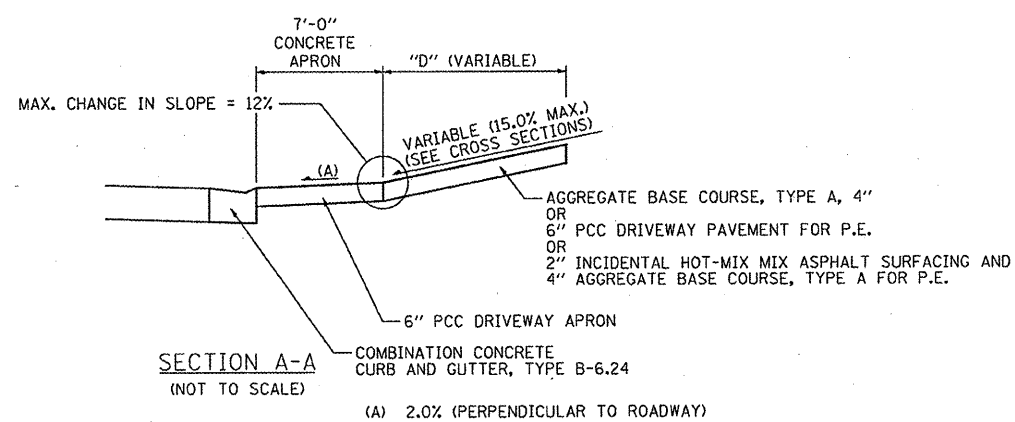 7'-0"
CONCRETE
APRON
"D" (VARIABLE)
MAX. CHANGE IN SLOPE = 12%
VARIABLE (15.0% MAX.)
(SEE CROSS SECTIONS)
(A)
AGGREGATE BASE COURSE, TYPE A, 4"
OR
6" PCC DRIVEWAY PAVEMENT FOR P.E.
OR
2" INCIDENTAL HOT-MIX MIX ASPHALT SURFACING AND
4" AGGREGATE BASE COURSE, TYPE A FOR P.E.
6" PCC DRIVEWAY APRON
COMBINATION CONCRETE
CURB AND GUTTER, TYPE B-6.24
SECTION A-A
(NOT TO SCALE)
(A) 2.0% (PERPENDICULAR TO ROADWAY)